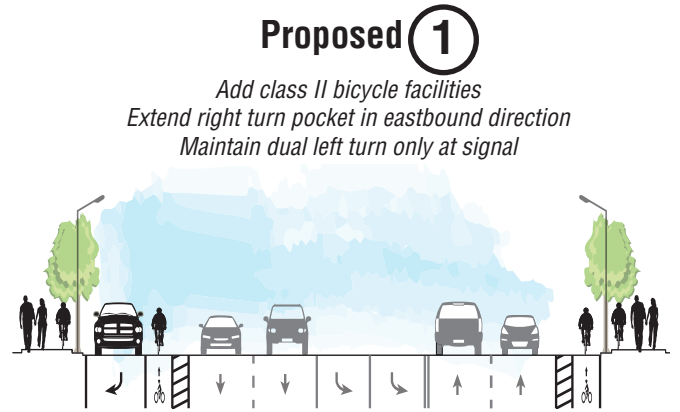 Proposed 1
Add class II bicycle facilities
Extend right turn pocket in eastbound direction
Maintain dual left turn only at signal